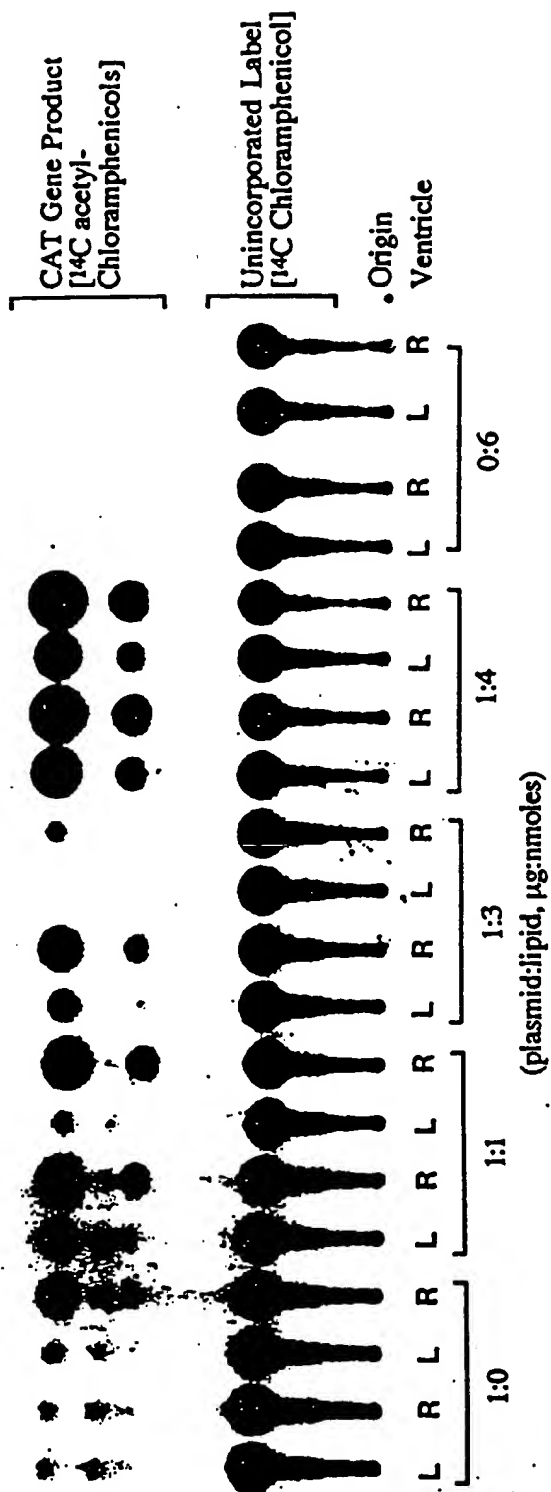 CAT Gene Product
[¹⁴C acetyl-
Chloramphenicols]
Unincorporated Label
[¹⁴C Chloramphenicol]
• Origin
Ventricle
L R L R L R L R L R L R L R L R L R L R
1:0 1:1 1:3 1:4 0:6
(plasmid:lipid, µg:nmoles)